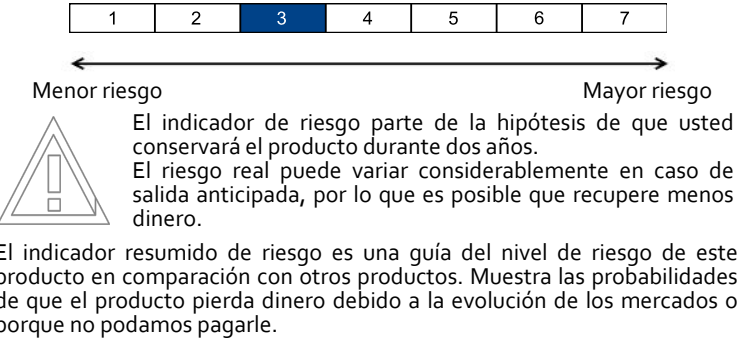 1 2 3 4 5 6 7
Menor riesgo Mayor riesgo
El indicador de riesgo parte de la hipótesis de que usted
conservará el producto durante dos años.
El riesgo real puede variar considerablemente en caso de
salida anticipada, por lo que es posible que recupere menos
dinero.
El indicador resumido de riesgo es una guía del nivel de riesgo de este
producto en comparación con otros productos. Muestra las probabilidades
de que el producto pierda dinero debido a la evolución de los mercados o
porque no podamos pagarle.